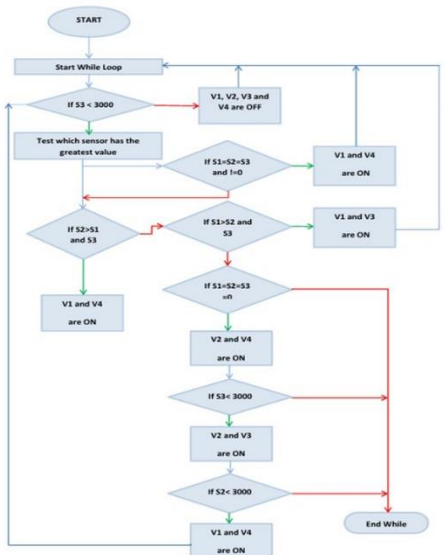 START
Start While Loop
If S3 < 3000
V1, V2, V3 and
V4 are OFF
Test which sensor has the
greatest value
If S1=S2=S3
and !=0
V1 and V4
are ON
If S2>S1
and S3
If S1>S2 and
S3
V1 and V3
are ON
V1 and V4
are ON
If S1=S2=S3
=0
V2 and V4
are ON
If S3< 3000
V2 and V3
are ON
If S2< 3000
End While
V1 and V4
are ON